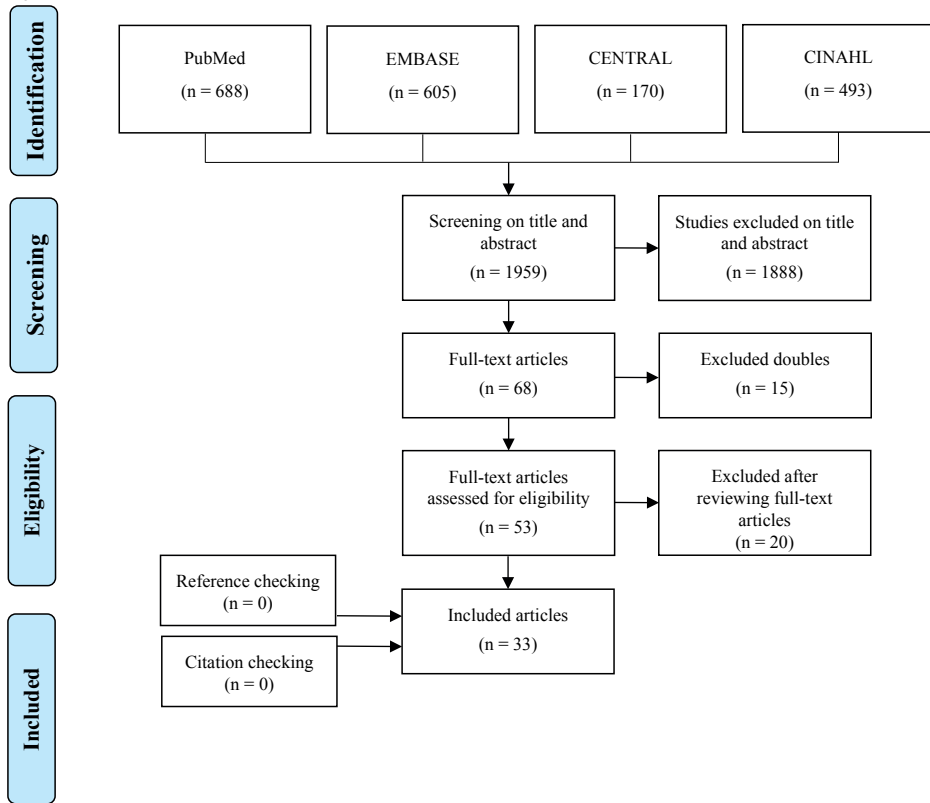 Identification
PubMed
(n = 688)
EMBASE
(n = 605)
CENTRAL
(n = 170)
CINAHL
(n = 493)
Screening
Screening on title and
abstract
(n = 1959)
Studies excluded on title
and abstract
(n = 1888)
Full-text articles
(n = 68)
Excluded doubles
(n = 15)
Eligibility
Full-text articles
assessed for eligibility
(n = 53)
Excluded after
reviewing full-text
articles
(n = 20)
Included
Reference checking
(n = 0)
Citation checking
(n = 0)
Included articles
(n = 33)